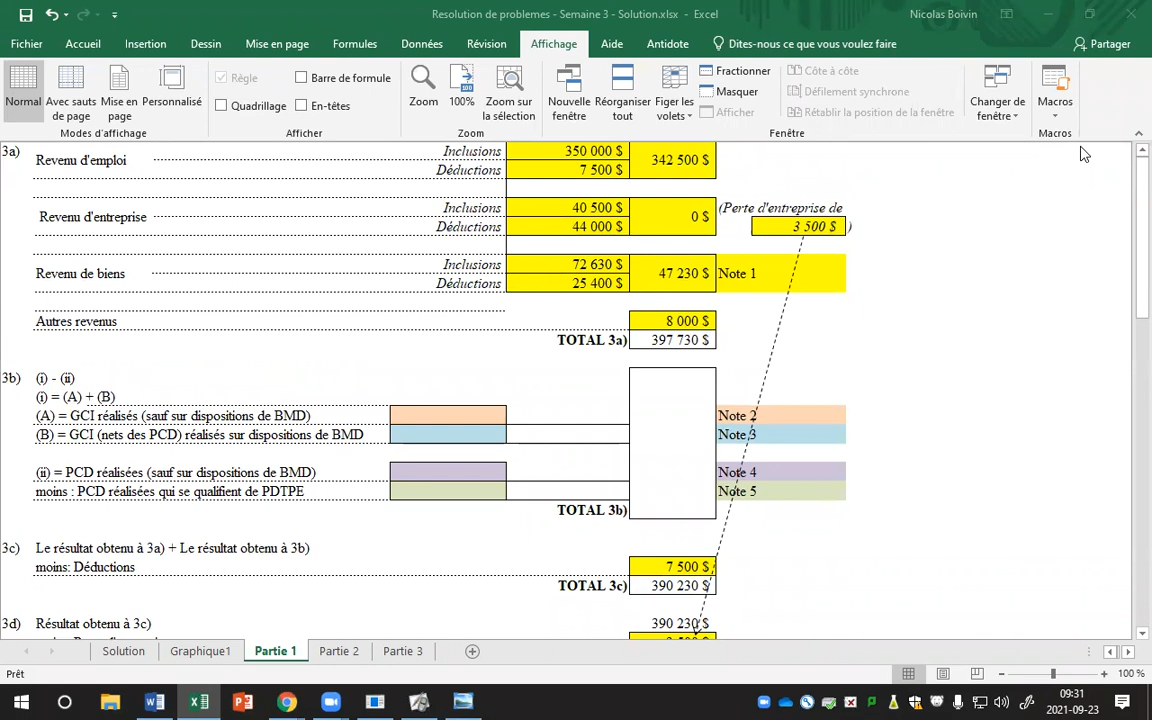 Resolution de problemes - Semaine 3 - Solution.xlsx - Excel
Nicolas Boivin
Fichier Accueil Insertion Dessin Mise en page Formules Données Révision Affichage Aide Antidote Dites-nous ce que vous voulez faire Partager
Normal
Avec sauts de page
Mise en page
Personnalisé
Modes d'affichage
Règle
Barre de formule
Quadrillage
En-têtes
Afficher
Zoom
100%
Zoom sur la sélection
Zoom
Nouvelle fenêtre
Réorganiser tout
Figer les volets
Fractionner
Masquer
Afficher
Côte à côte
Défilement synchrone
Rétablir la position de la fenêtre
Changer de fenêtre
Fenêtre
Macros
Macros
3a) Revenu d'emploi Inclusions 350 000 $ 342 500 $
Déductions 7 500 $
Revenu d'entreprise Inclusions 40 500 $ 0 $ (Perte d'entreprise de
Déductions 44 000 $ 3 500 $ )
Revenu de biens Inclusions 72 630 $ 47 230 $ Note 1
Déductions 25 400 $
Autres revenus 8 000 $
TOTAL 3a) 397 730 $
3b) (i) - (ii)
(i) = (A) + (B)
(A) = GCI réalisés (sauf sur dispositions de BMD) Note 2
(B) = GCI (nets des PCD) réalisés sur dispositions de BMD Note 3
(ii) = PCD réalisées (sauf sur dispositions de BMD) Note 4
moins : PCD réalisées qui se qualifient de PDTPE Note 5
TOTAL 3b)
3c) Le résultat obtenu à 3a) + Le résultat obtenu à 3b)
moins: Déductions 7 500 $
TOTAL 3c) 390 230 $
3d) Résultat obtenu à 3c) 390 230 $
Solution Graphique1 Partie 1 Partie 2 Partie 3
Prêt
100 %
09:31
2021-09-23